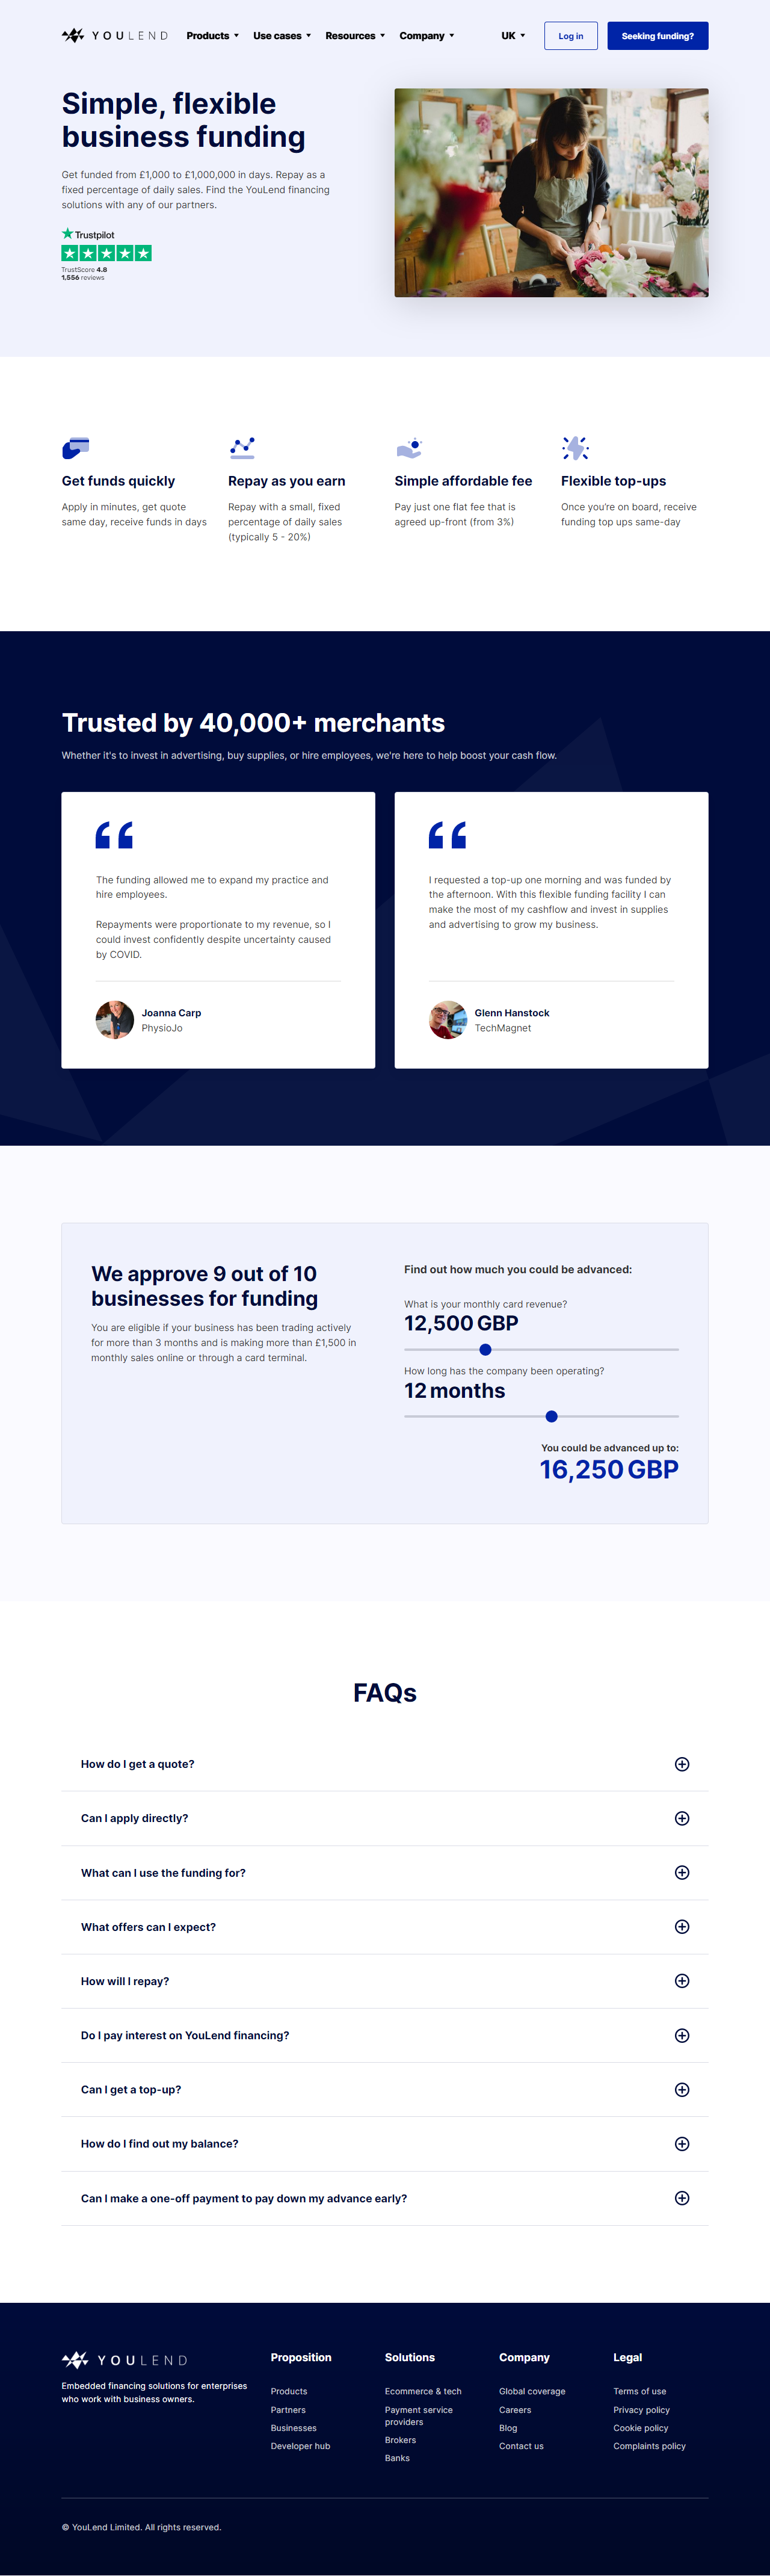 YOULEND
Products
Use cases
Resources
Company
UK
Log in
Seeking funding?
Simple, flexible
business funding
Get funded from £1,000 to £1,000,000 in days. Repay as a
fixed percentage of daily sales. Find the YouLend financing
solutions with any of our partners.
Trustpilot
TrustScore 4.8
1,556 reviews
Get funds quickly
Apply in minutes, get quote
same day, receive funds in days
Repay as you earn
Repay with a small, fixed
percentage of daily sales
(typically 5 - 20%)
Simple affordable fee
Pay just one flat fee that is
agreed up-front (from 3%)
Flexible top-ups
Once you're on board, receive
funding top ups same-day
Trusted by 40,000+ merchants
Whether it's to invest in advertising, buy supplies, or hire employees, we're here to help boost your cash flow.
The funding allowed me to expand my practice and
hire employees.
Repayments were proportionate to my revenue, so I
could invest confidently despite uncertainty caused
by COVID.
Joanna Carp
PhysioJo
I requested a top-up one morning and was funded by
the afternoon. With this flexible funding facility I can
make the most of my cashflow and invest in supplies
and advertising to grow my business.
Glenn Hanstock
TechMagnet
We approve 9 out of 10
businesses for funding
You are eligible if your business has been trading actively
for more than 3 months and is making more than £1,500 in
monthly sales online or through a card terminal.
Find out how much you could be advanced:
What is your monthly card revenue?
12,500 GBP
How long has the company been operating?
12 months
You could be advanced up to:
16,250 GBP
FAQs
How do I get a quote?
Can I apply directly?
What can I use the funding for?
What offers can I expect?
How will I repay?
Do I pay interest on YouLend financing?
Can I get a top-up?
How do I find out my balance?
Can I make a one-off payment to pay down my advance early?
YOULEND
Embedded financing solutions for enterprises
who work with business owners.
Proposition
Products
Partners
Businesses
Developer hub
Solutions
Ecommerce & tech
Payment service
providers
Brokers
Banks
Company
Global coverage
Careers
Blog
Contact us
Legal
Terms of use
Privacy policy
Cookie policy
Complaints policy
© YouLend Limited. All rights reserved.